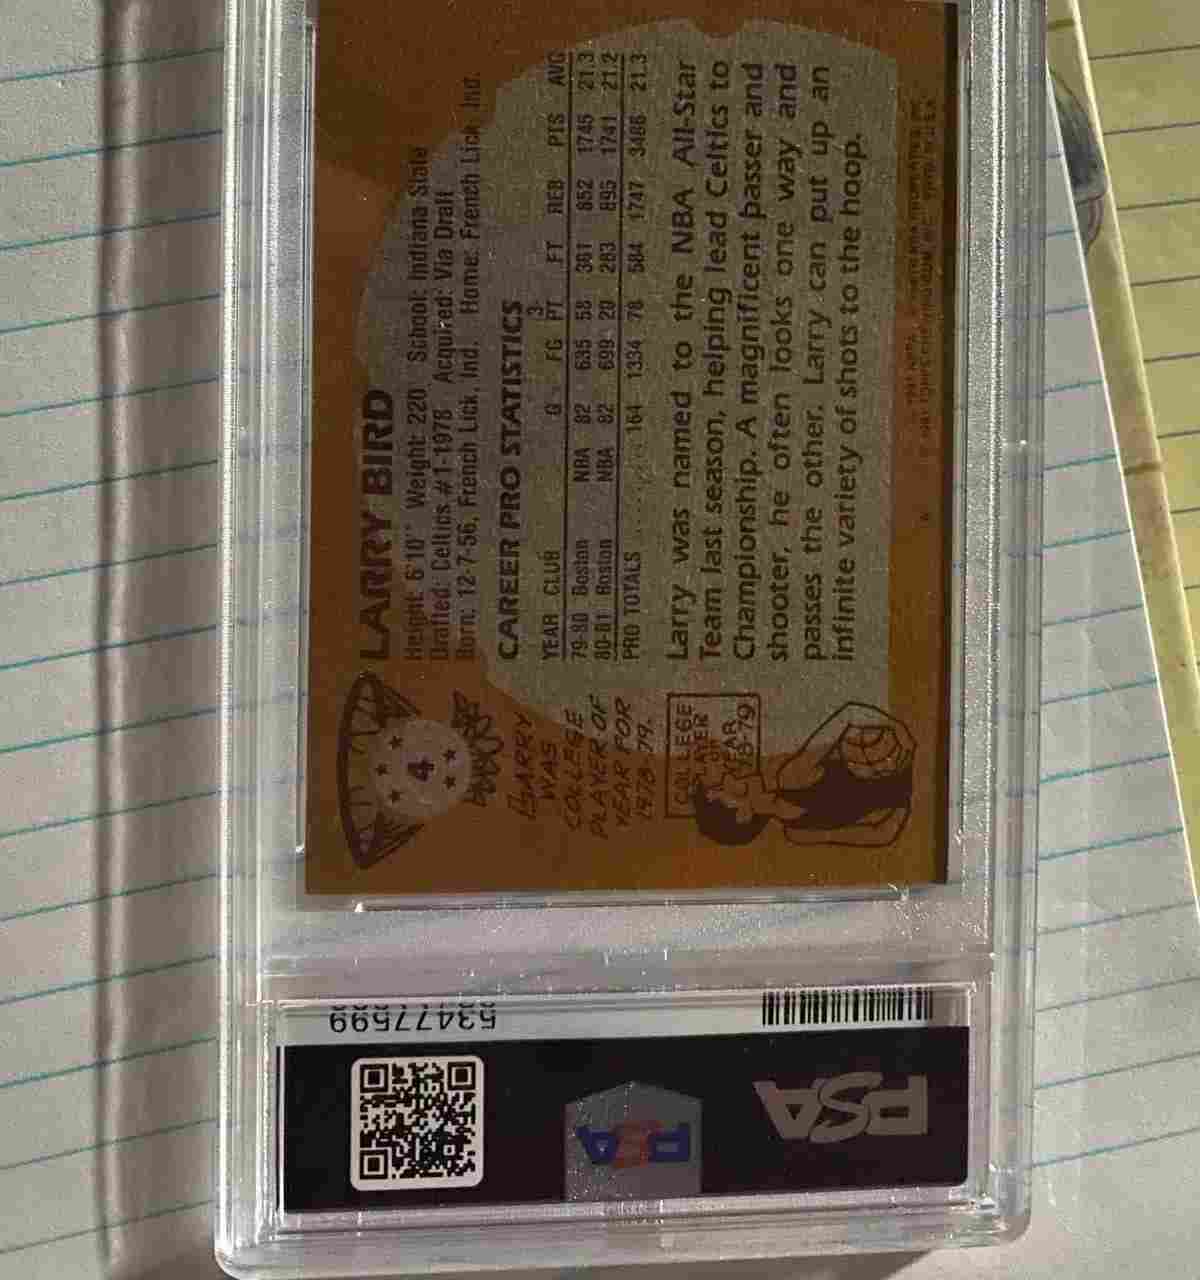 4
LARRY BIRD
Height: 6'10" Weight: 220 School: Indiana State
Drafted: Celtics #1-1978 Acquired: Via Draft
Born: 12-7-56, French Lick, Ind. Home: French Lick, Ind.
CAREER PRO STATISTICS
YEAR CLUB G FG 3-PT FT REB PTS AVG
79-80 Boston NBA 82 635 58 361 852 1745 21.3
80-81 Boston NBA 82 699 20 283 895 1741 21.2
PRO TOTALS 164 1334 78 584 1747 3486 21.3
Larry was named to the NBA All-Star
Team last season, helping lead Celtics to
Championship. A magnificent passer and
shooter, he often looks one way and
passes the other. Larry can put up an
infinite variety of shots to the hoop.
LARRY
WAS
COLLEGE
PLAYER OF
YEAR FOR
1978-79.
COLLEGE
PLAYER
OF
YEAR
78-79
53477599
PSA
PSA